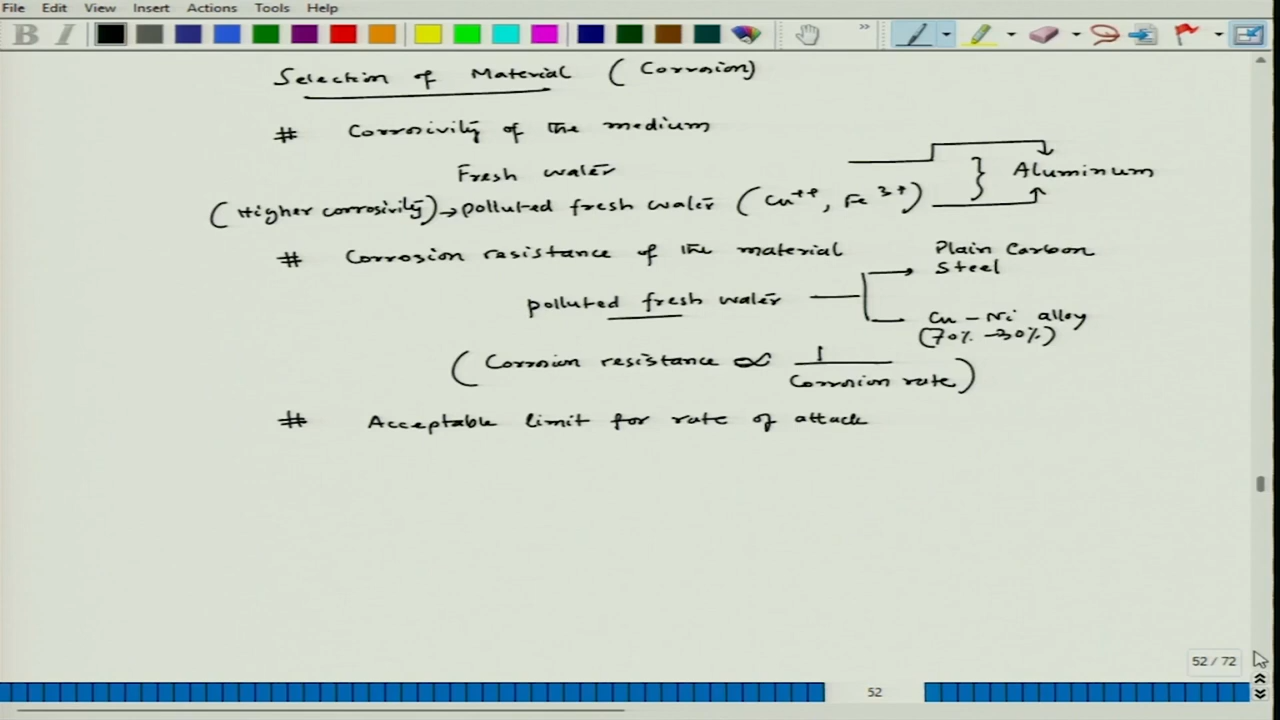 File Edit View Insert Actions Tools Help
B I
Selection of Material (Corrosion)
# Corrosivity of the medium
Fresh water
Aluminum
(Higher corrosivity) → polluted fresh water (Cu++, Fe3+)
# Corrosion resistance of the material
Plain Carbon
Steel
polluted fresh water
Cu - Ni alloy
(70% - 30%)
(Corrosion resistance ∝ 1 / Corrosion rate)
# Acceptable limit for rate of attack
52 / 72
52